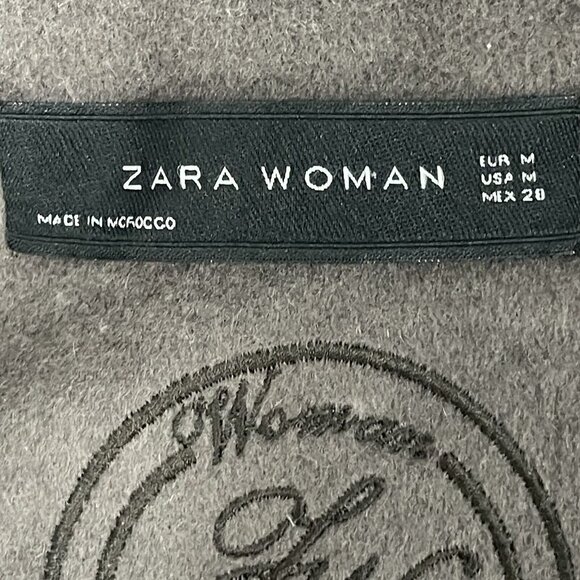 ZARA WOMAN
EUR M
USA M
MEX 28
MADE IN MOROCCO
Woman